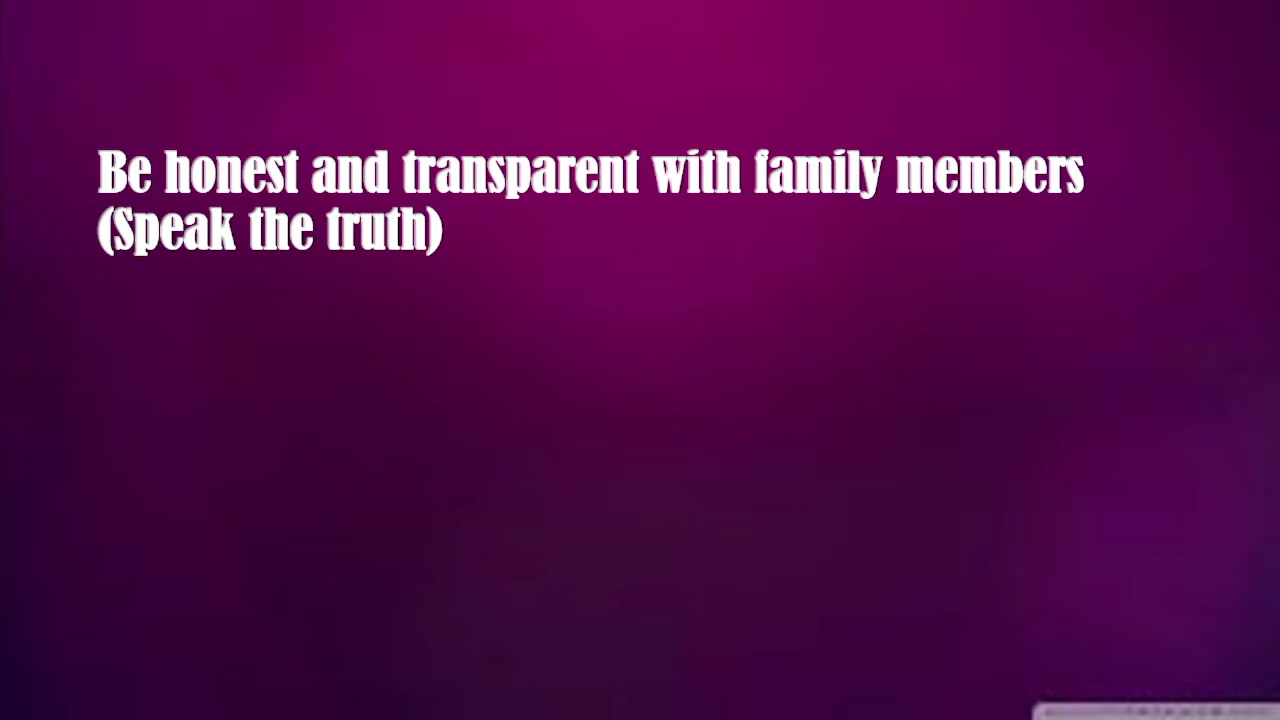 Be honest and transparent with family members
(Speak the truth)